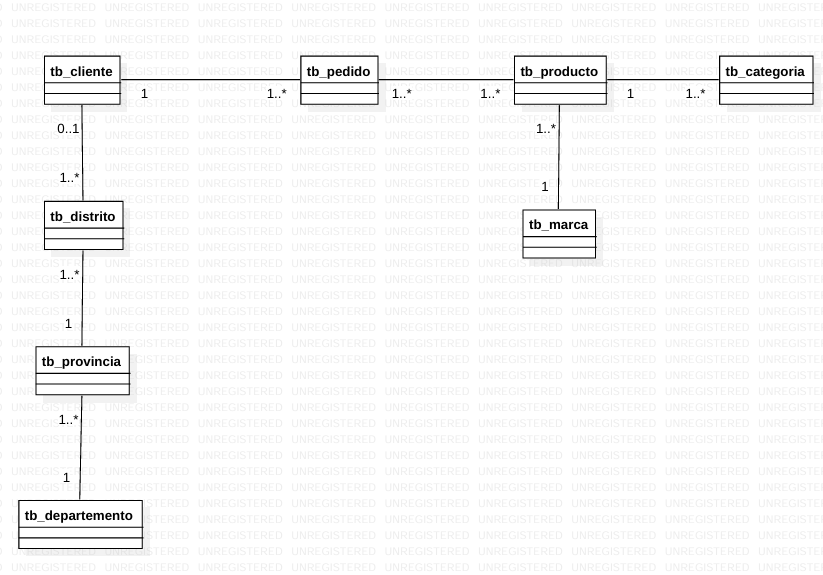 tb_cliente
tb_pedido
tb_producto
tb_categoria
1
1..*
1..*
1..*
1
1..*
0..1
1..*
1..*
1
tb_distrito
tb_marca
1..*
1
tb_provincia
1..*
1
tb_departemento
UNREGISTERED